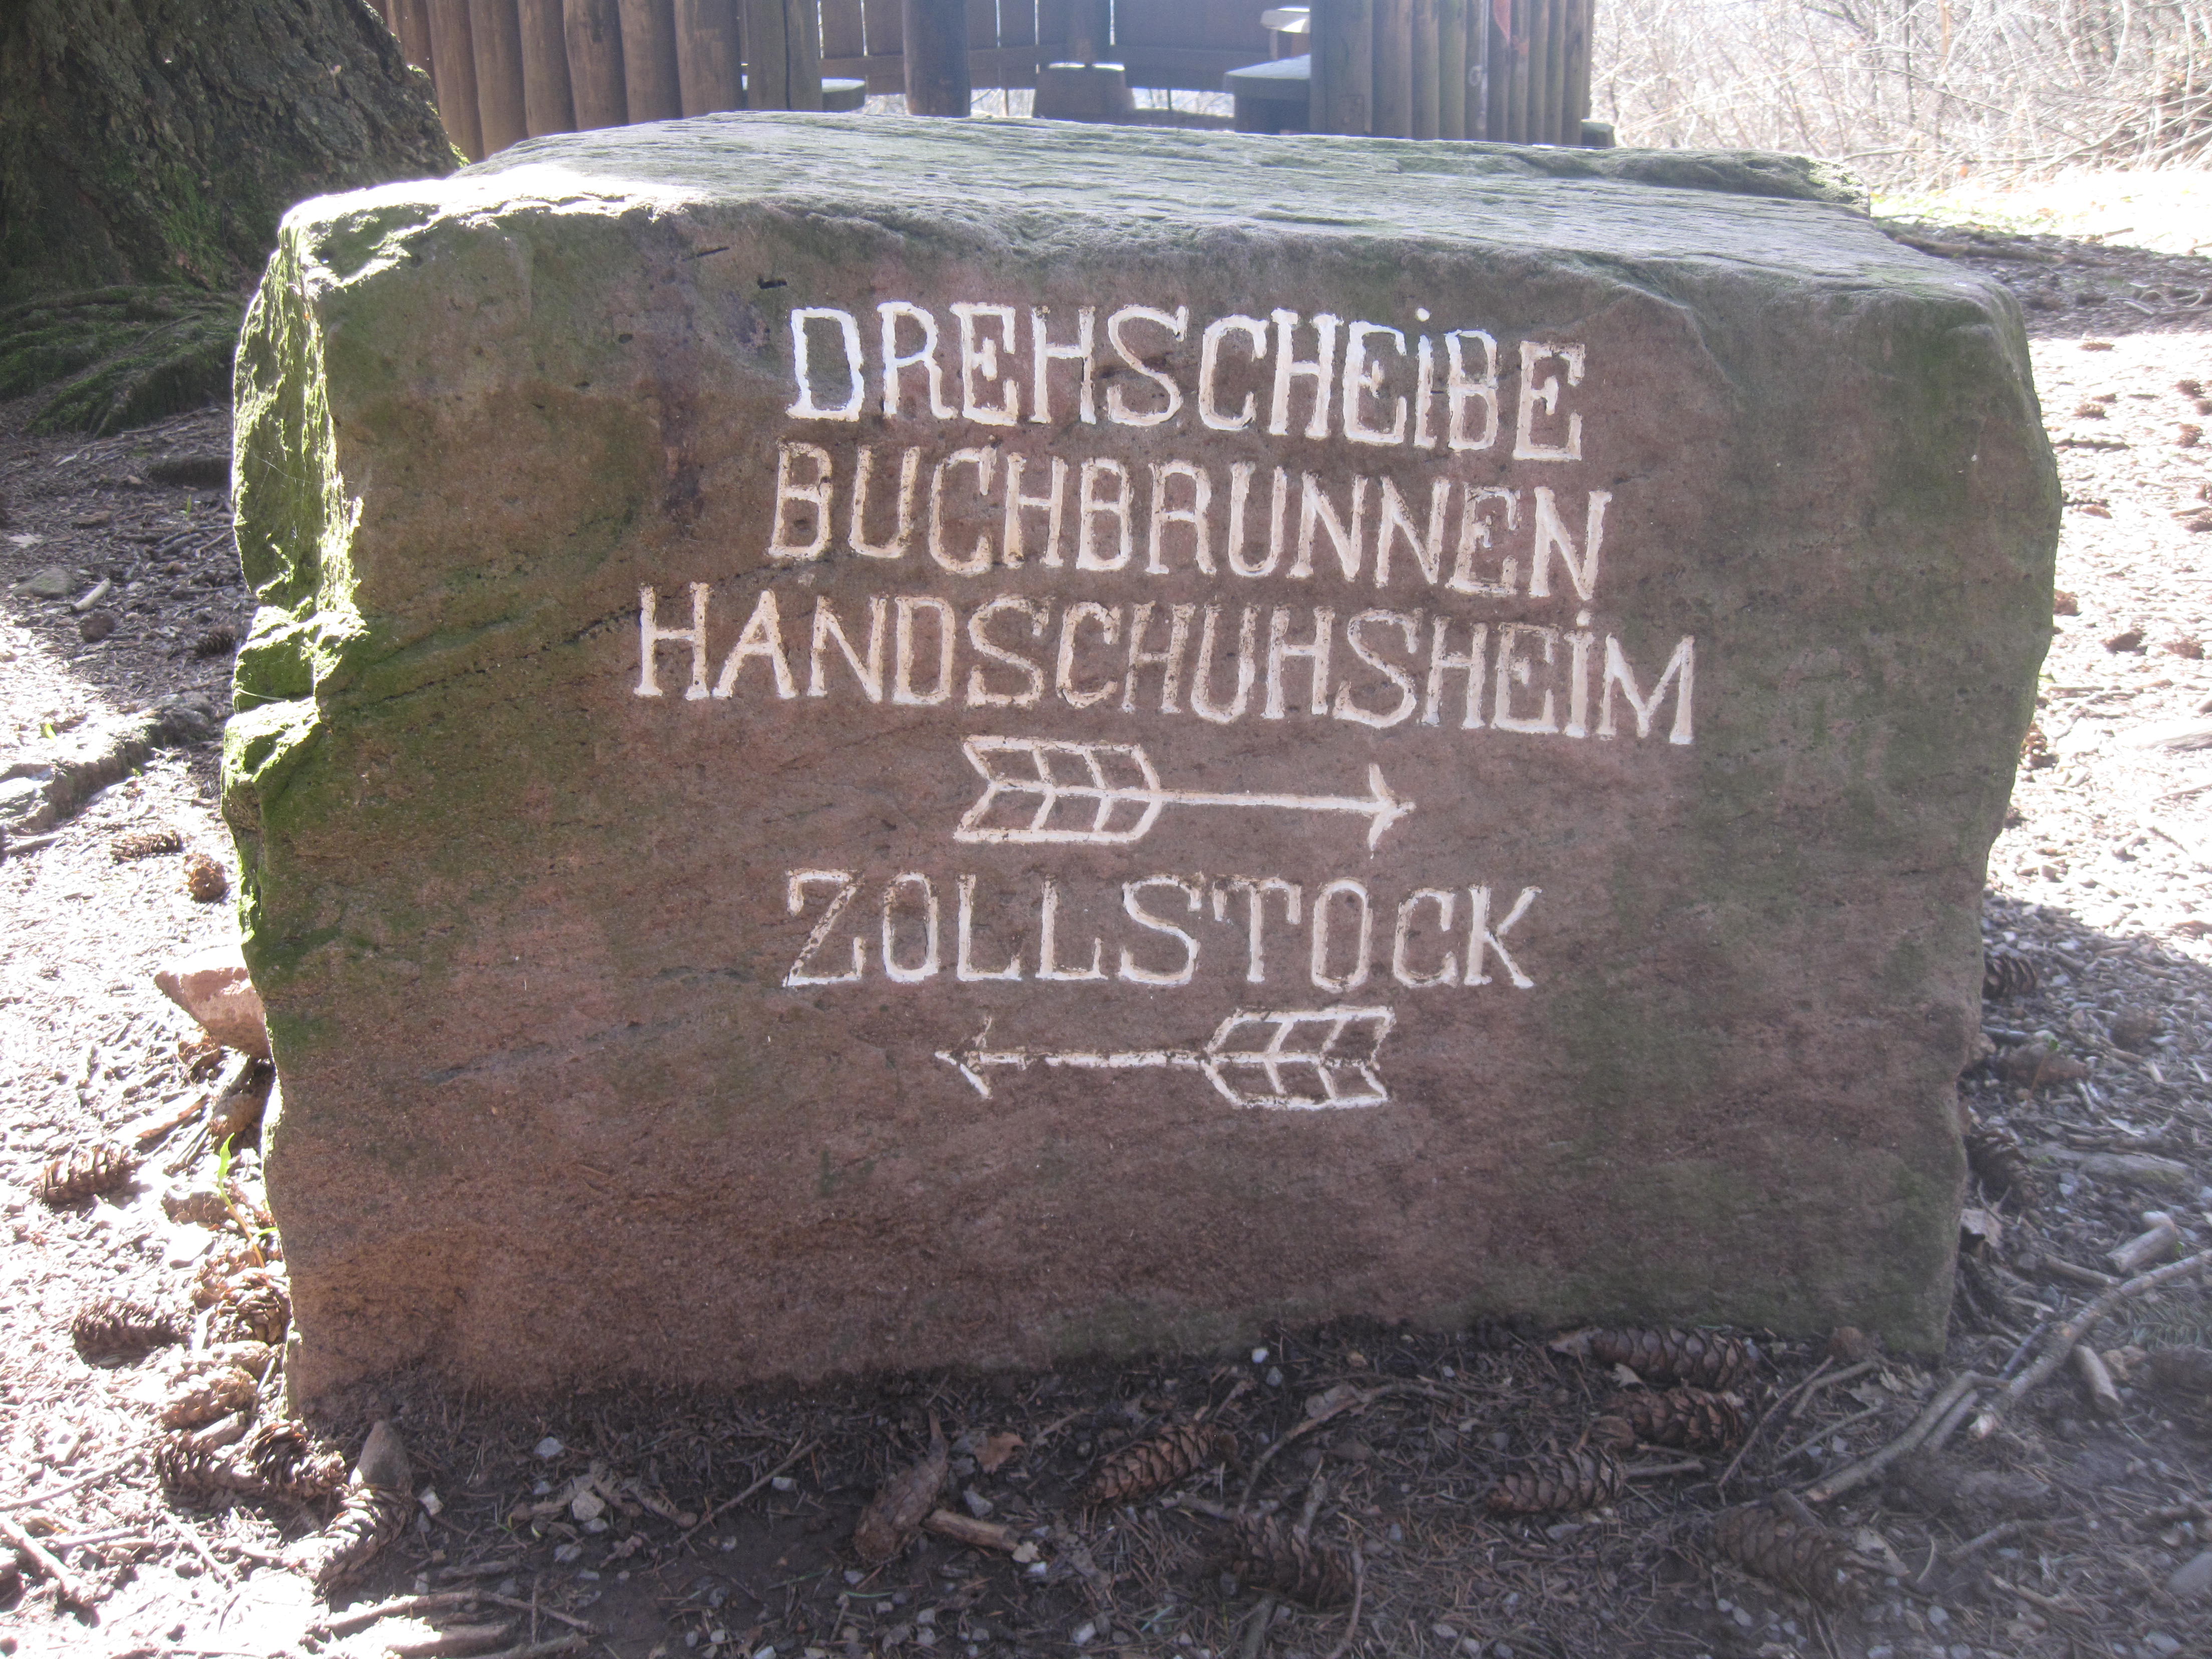 DREHSCHEiBE
BUCHBRUNNEN
HANDSCHUHSHEiM
ZOLLSTOCK